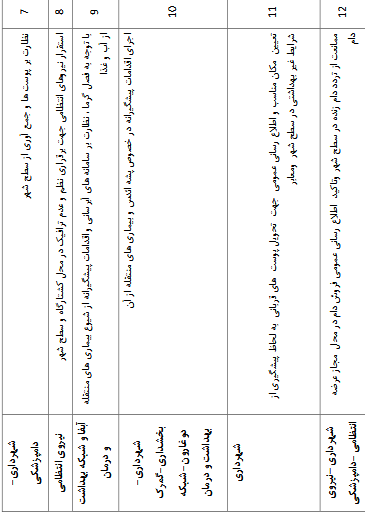 7
نظارت بر پوست ها و جمع آوری از سطح شهر
شهرداری-
دامپزشکی
8
استقرار نیروهای انتظامی جهت برقراری نظم و عدم ترافیک در محل کشتارگاه و سطح شهر
نیروی انتظامی
9
با توجه به فصل گرما ، نظارت بر سامانه های آبرسانی و اقدامات پیشگیرانه از شیوع بیماری های منتقله
از آب و غذا
آبفا و شبکه بهداشت
و درمان
10
اجرای اقدامات پیشگیرانه در خصوص پشه آئدس و بیماری های منتقله از آن
شهرداری-
بخشداری-گمرک
دوغارون-شبکه
بهداشت و درمان
11
تعیین مکان مناسب و اطلاع رسانی عمومی جهت تحویل پوست های قربانی به لحاظ پیشگیری از
شرایط غیر بهداشتی در سطح شهر ومعابر
شهرداری
12
ممانعت از تردد دام زنده در سطح شهر وتاکید اطلاع رسانی عمومی فروش دام در محل مجاز عرضه
دام
شهرداری -نیروی
انتظامی -دامپزشکی